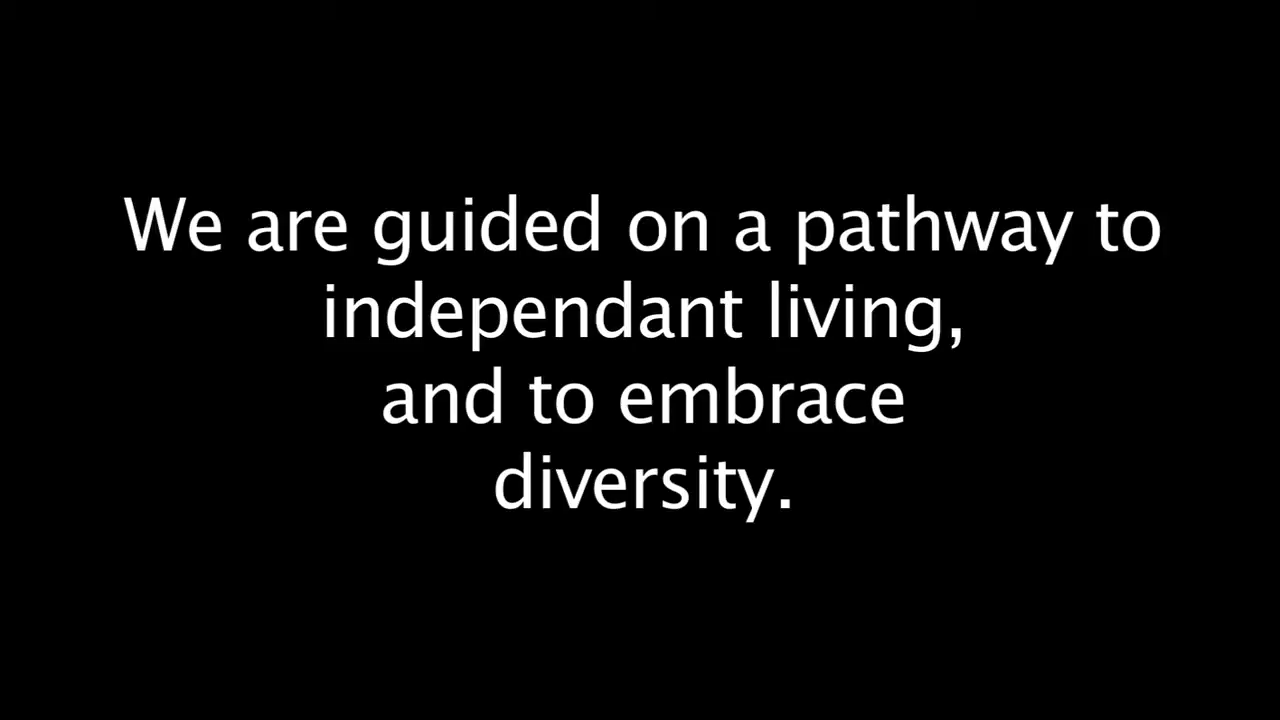 We are guided on a pathway to
independant living,
and to embrace
diversity.